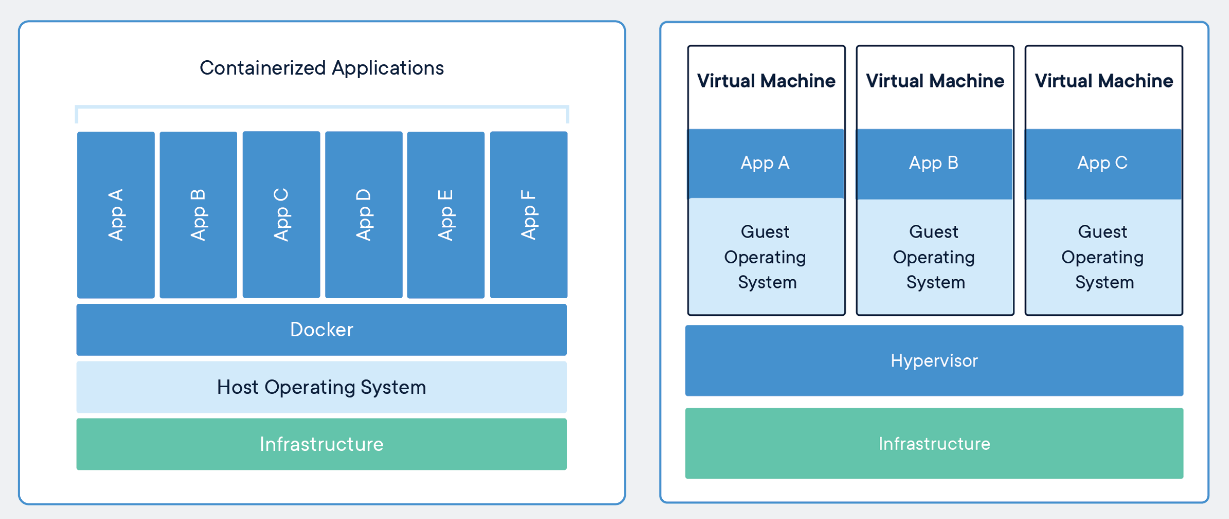 Containerized Applications
App A
App B
App C
App D
App E
App F
Docker
Host Operating System
Infrastructure
Virtual Machine
App A
Guest
Operating
System
Virtual Machine
App B
Guest
Operating
System
Virtual Machine
App C
Guest
Operating
System
Hypervisor
Infrastructure